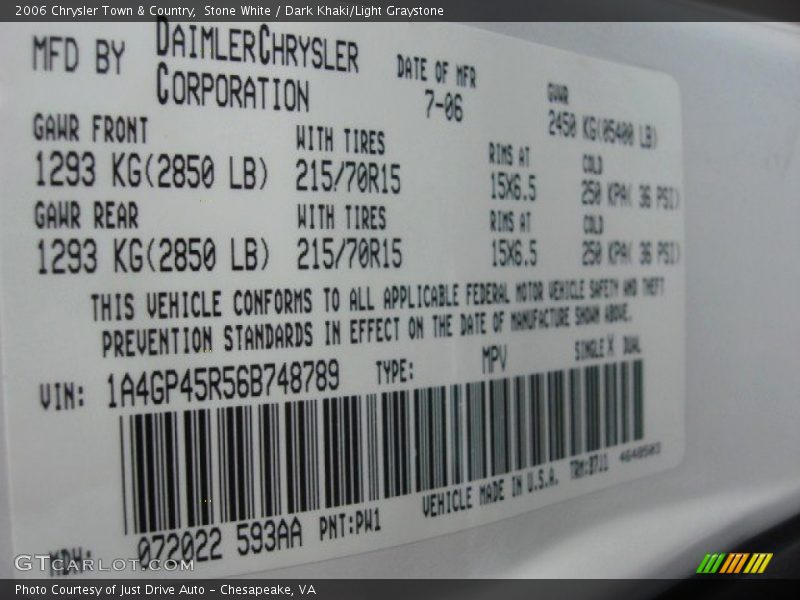 2006 Chrysler Town & Country, Stone White / Dark Khaki/Light Graystone
MFD BY DAIMLERCHRYSLER CORPORATION
DATE OF MFR 7-06
GVWR 2450 KG(05400 LB)
GAWR FRONT WITH TIRES RIMS AT COLD
1293 KG(2850 LB) 215/70R15 15X6.5 250 KPA( 36 PSI)
GAWR REAR WITH TIRES RIMS AT COLD
1293 KG(2850 LB) 215/70R15 15X6.5 250 KPA( 36 PSI)
THIS VEHICLE CONFORMS TO ALL APPLICABLE FEDERAL MOTOR VEHICLE SAFETY AND THEFT
PREVENTION STANDARDS IN EFFECT ON THE DATE OF MANUFACTURE SHOWN ABOVE.
VIN: 1A4GP45R56B748789 TYPE: MPV SINGLE X DUAL
MDH: 072022 593AA PNT:PW1 VEHICLE MADE IN U.S.A. TRM:B7J1
GTCarLot.com
Photo Courtesy of Just Drive Auto - Chesapeake, VA